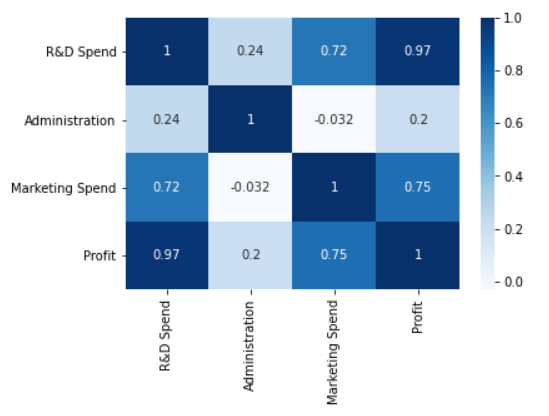 R&D Spend 1 0.24 0.72 0.97
Administration 0.24 1 -0.032 0.2
Marketing Spend 0.72 -0.032 1 0.75
Profit 0.97 0.2 0.75 1
R&D Spend
Administration
Marketing Spend
Profit
1.0
0.8
0.6
0.4
0.2
0.0